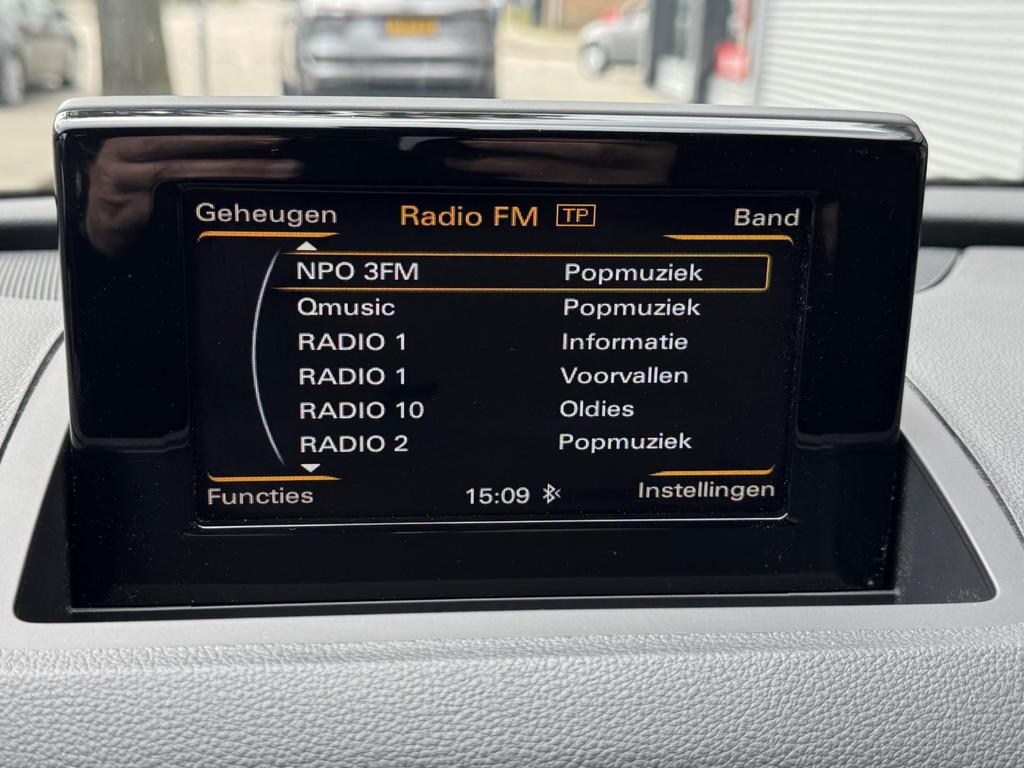 Geheugen Radio FM TP Band
NPO 3FM Popmuziek
Qmusic Popmuziek
RADIO 1 Informatie
RADIO 1 Voorvallen
RADIO 10 Oldies
RADIO 2 Popmuziek
Functies 15:09 Instellingen